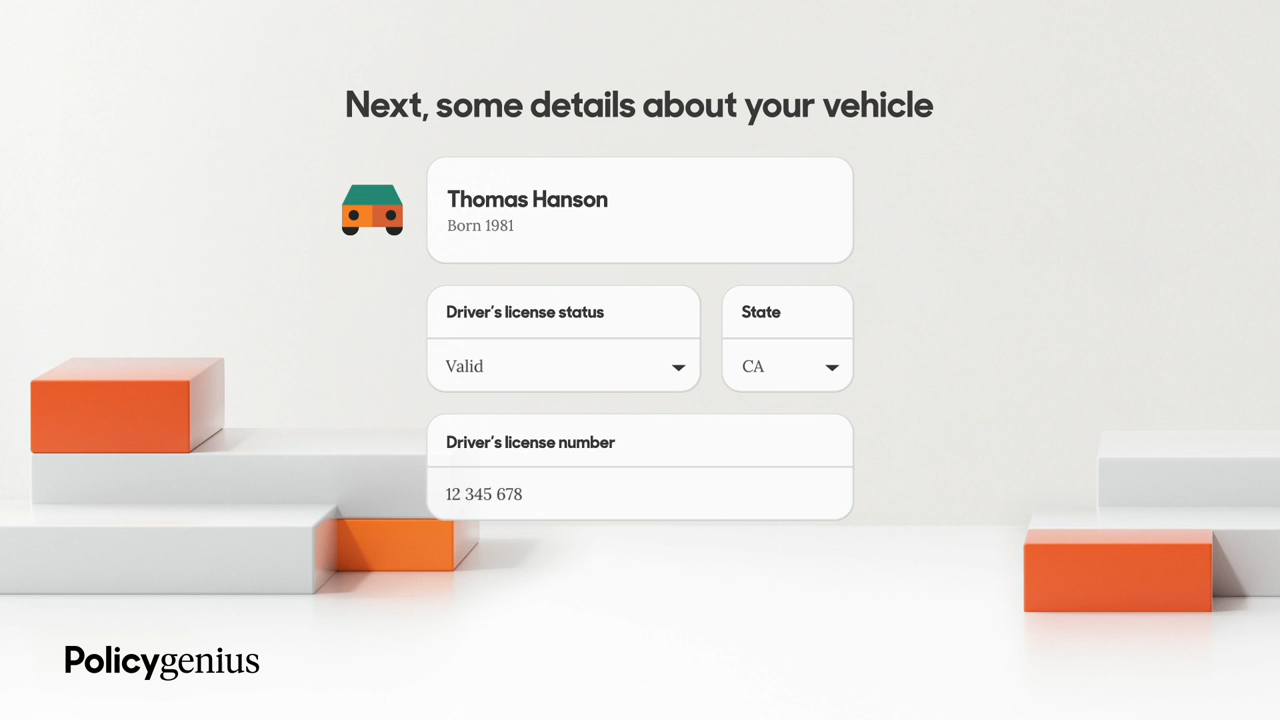 Next, some details about your vehicle
Thomas Hanson
Born 1981
Driver's license status
State
Valid
CA
Driver's license number
12 345 678
Policygenius